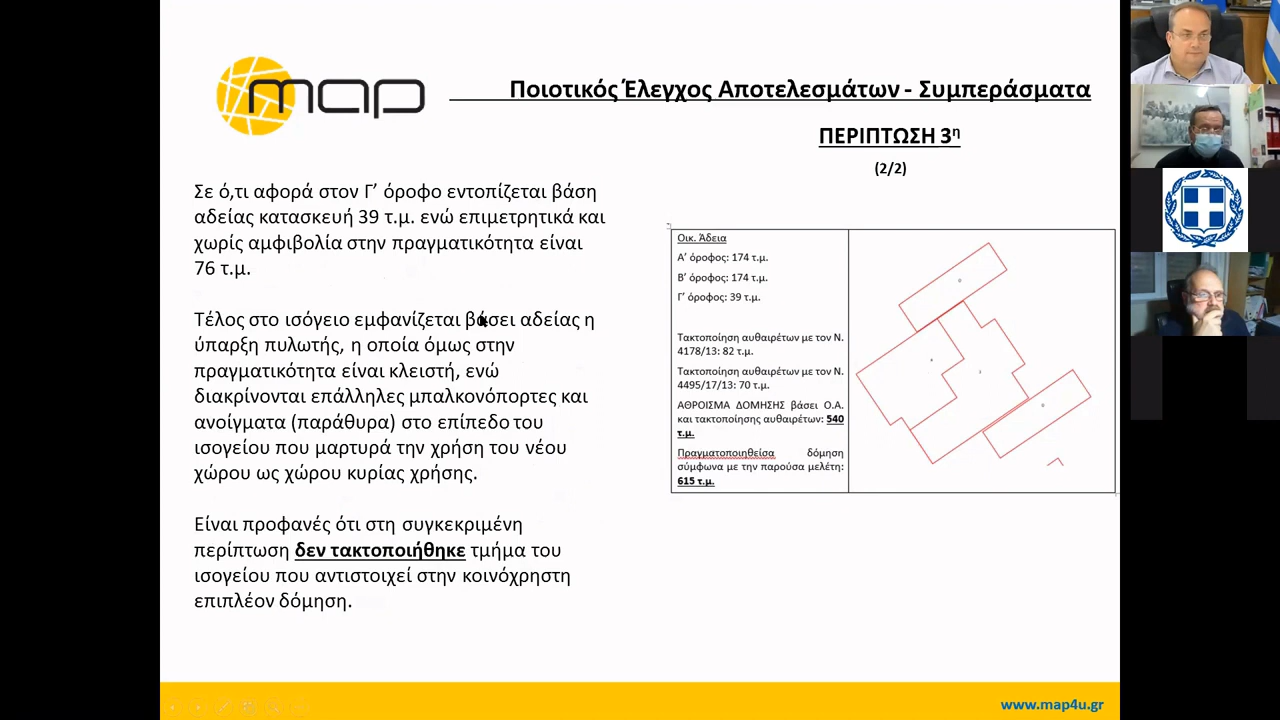 map
Ποιοτικός Έλεγχος Αποτελεσμάτων - Συμπεράσματα
ΠΕΡΙΠΤΩΣΗ 3η
(2/2)
Σε ό,τι αφορά στον Γ’ όροφο εντοπίζεται βάση
αδείας κατασκευή 39 τ.μ. ενώ επιμετρητικά και
χωρίς αμφιβολία στην πραγματικότητα είναι
76 τ.μ.
Τέλος στο ισόγειο εμφανίζεται βάσει αδείας η
ύπαρξη πυλωτής, η οποία όμως στην
πραγματικότητα είναι κλειστή, ενώ
διακρίνονται επάλληλες μπαλκονόπορτες και
ανοίγματα (παράθυρα) στο επίπεδο του
ισογείου που μαρτυρά την χρήση του νέου
χώρου ως χώρου κυρίας χρήσης.
Είναι προφανές ότι στη συγκεκριμένη
περίπτωση δεν τακτοποιήθηκε τμήμα του
ισογείου που αντιστοιχεί στην κοινόχρηστη
επιπλέον δόμηση.
Οικ. Άδεια
Α’ όροφος: 174 τ.μ.
Β’ όροφος: 174 τ.μ.
Γ’ όροφος: 39 τ.μ.
Τακτοποίηση αυθαιρέτων με τον Ν.
4178/13: 82 τ.μ.
Τακτοποίηση αυθαιρέτων με τον Ν.
4495/17/13: 70 τ.μ.
ΑΘΡΟΙΣΜΑ ΔΟΜΗΣΗΣ βάσει Ο.Α.
και τακτοποίησης αυθαιρέτων: 540
τ.μ.
Πραγματοποιηθείσα δόμηση
σύμφωνα με την παρούσα μελέτη:
615 τ.μ.
www.map4u.gr